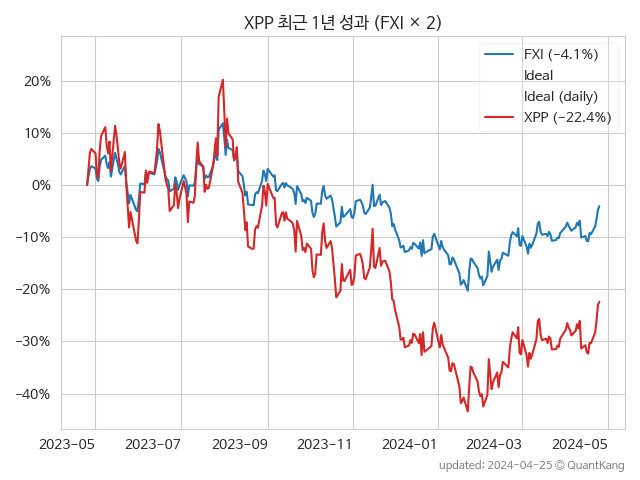 XPP 최근 1년 성과 (FXI × 2)
FXI (−4.1%)
Ideal
Ideal (daily)
XPP (−22.4%)
20%
10%
0%
−10%
−20%
−30%
−40%
2023−05 2023−07 2023−09 2023−11 2024−01 2024−03 2024−05
updated: 2024−04−25 © QuantKang